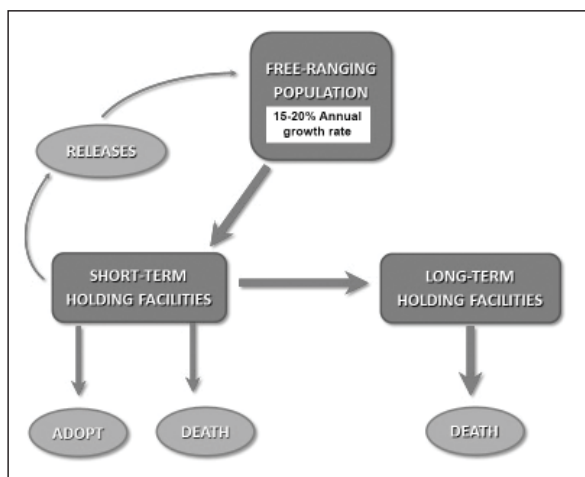 FREE-RANGING
POPULATION
15-20% Annual
growth rate
RELEASES
SHORT-TERM
HOLDING FACILITIES
LONG-TERM
HOLDING FACILITIES
ADOPT
DEATH
DEATH